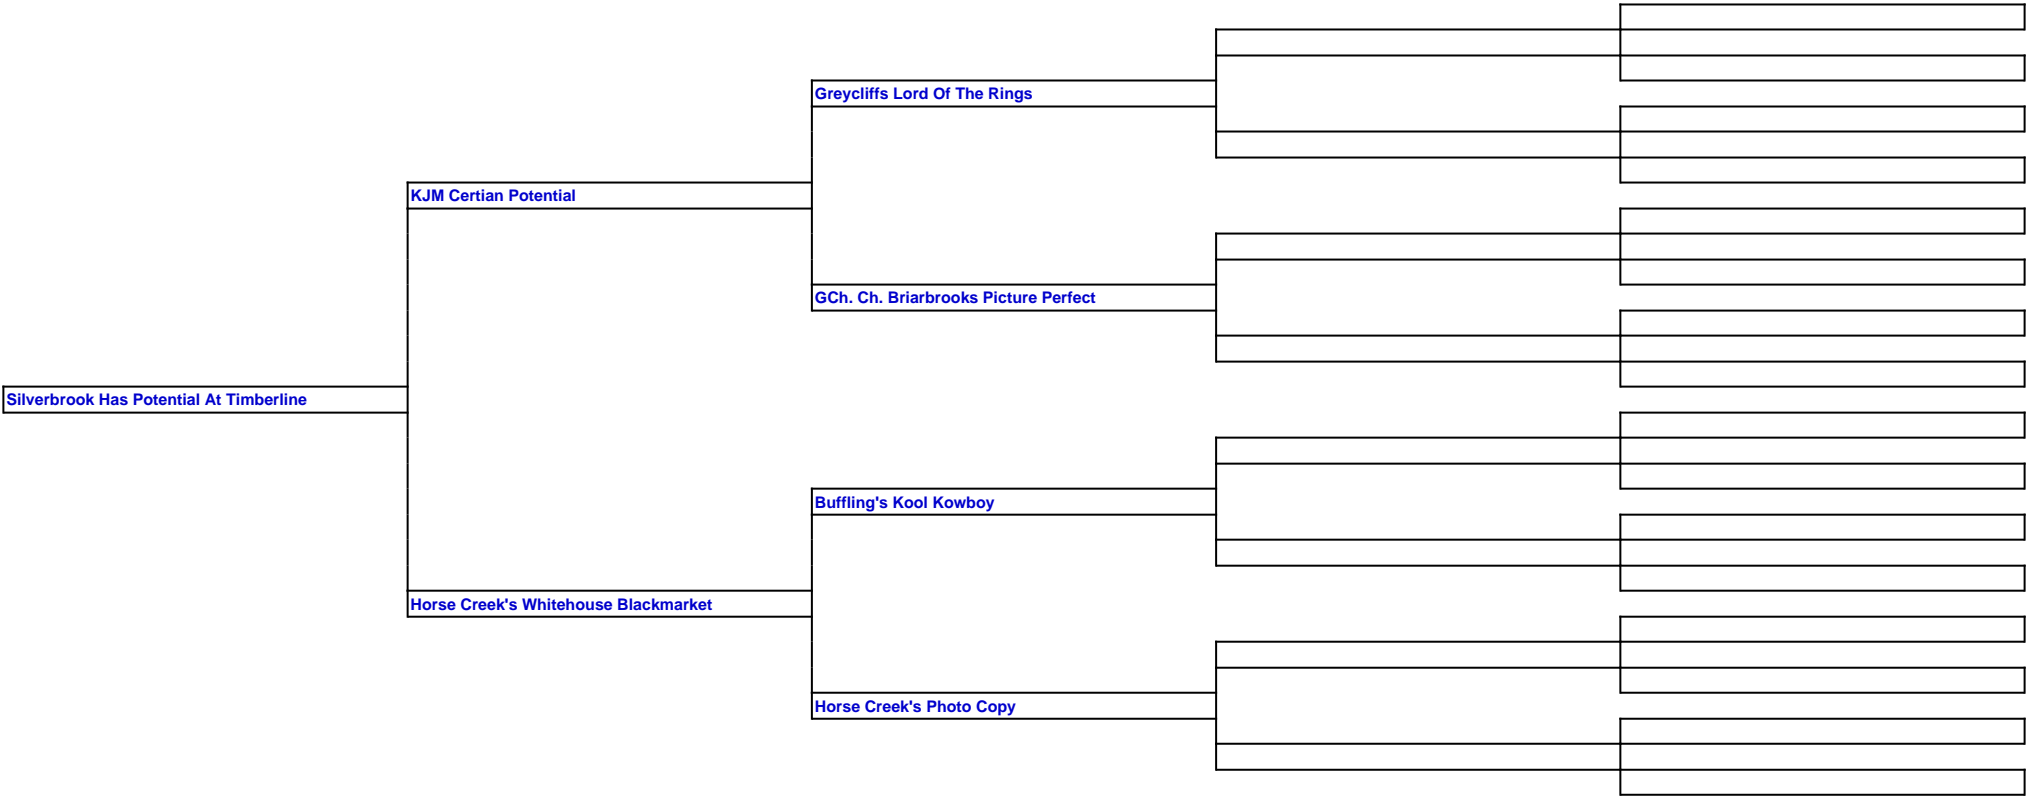 Greycliffs Lord Of The Rings
KJM Certian Potential
GCh. Ch. Briarbrooks Picture Perfect
Silverbrook Has Potential At Timberline
Buffling's Kool Kowboy
Horse Creek's Whitehouse Blackmarket
Horse Creek's Photo Copy